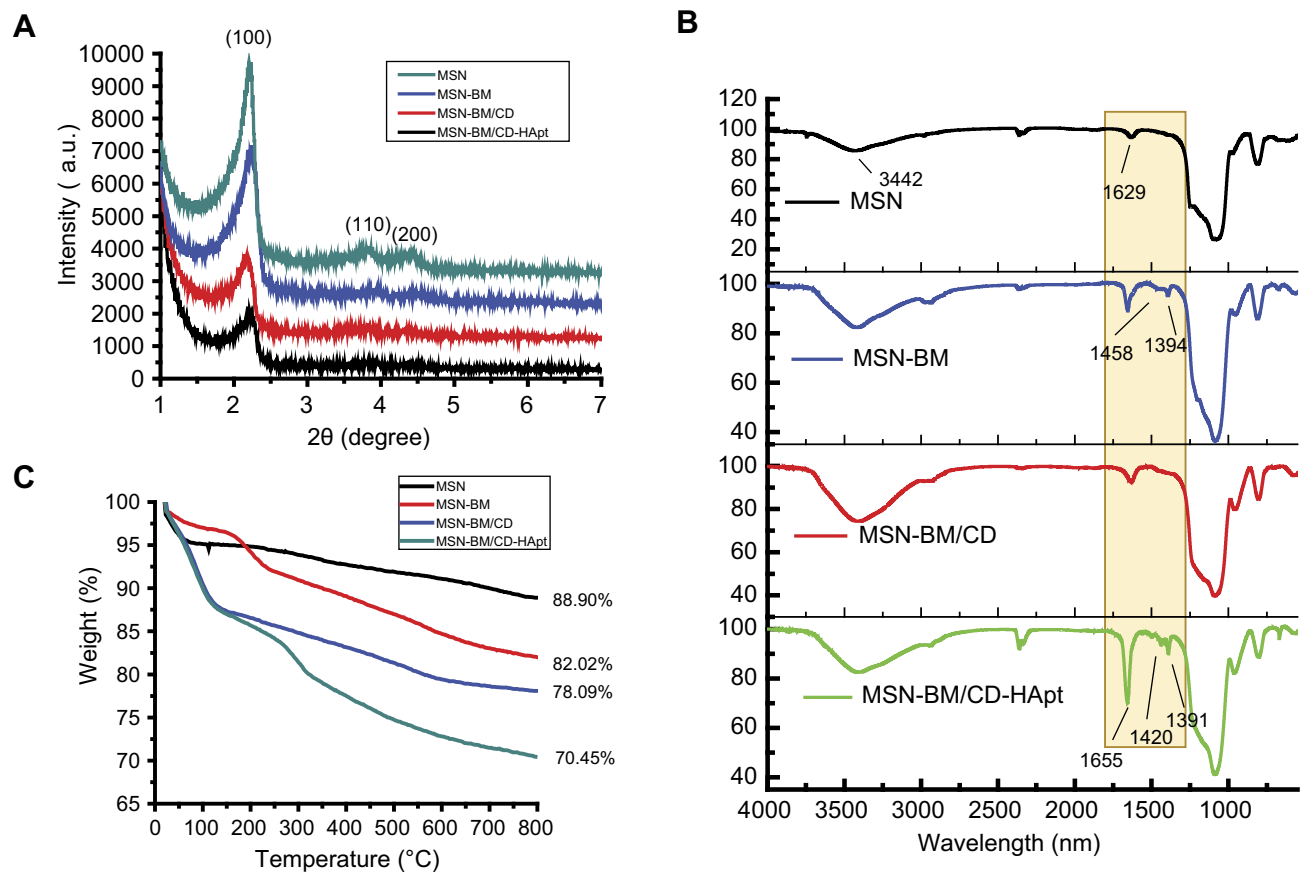 A
(100)
10000
9000
8000
7000
6000
5000
4000
3000
2000
1000
0
Intensity ( a.u.)
MSN
MSN-BM
MSN-BM/CD
MSN-BM/CD-HApt
(110)
(200)
1 2 3 4 5 6 7
2θ (degree)
B
120
100
80
60
40
20
3442
1629
MSN
100
80
60
40
1458
1394
MSN-BM
100
80
60
40
MSN-BM/CD
100
80
60
40
MSN-BM/CD-HApt
1655
1420
1391
4000 3500 3000 2500 2000 1500 1000
Wavelength (nm)
C
100
95
90
85
80
75
70
65
Weight (%)
MSN
MSN-BM
MSN-BM/CD
MSN-BM/CD-HApt
88.90%
82.02%
78.09%
70.45%
0 100 200 300 400 500 600 700 800
Temperature (°C)